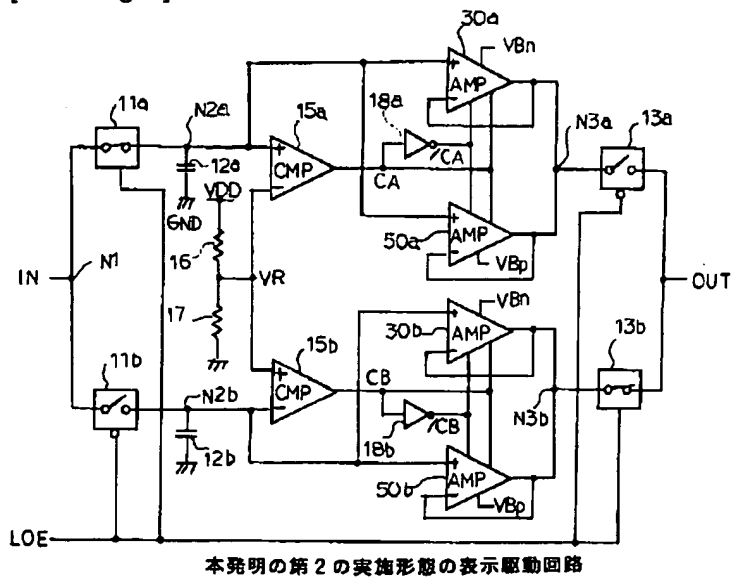 30a
VBn
AMP
11a
N2a
15a
18a
N3a
13a
12a
CMP
/CA
CA
VDD
GND
50a
AMP
VBp
16
IN
N1
VR
OUT
17
VBn
30b
AMP
13b
11b
15b
N2b
CMP
CB
/CB
N3b
12b
18b
AMP
50b
VBp
LOE
本発明の第2の実施形態の表示駆動回路